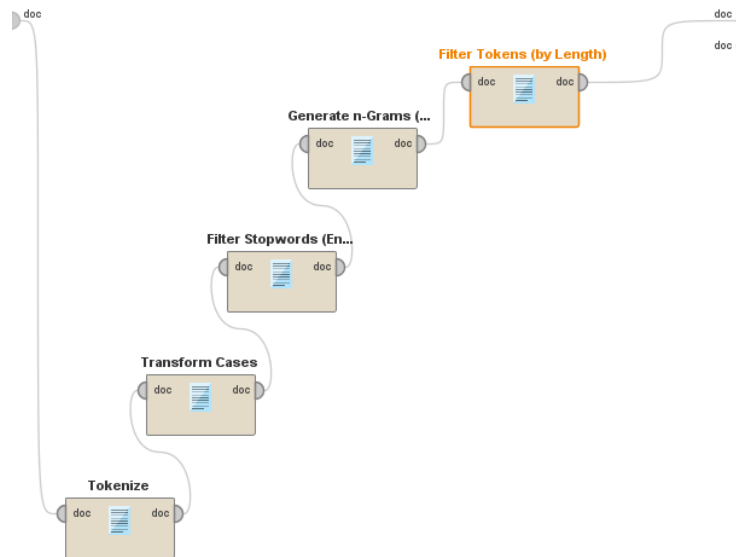 doc
doc
doc
Filter Tokens (by Length)
doc doc
Generate n-Grams (...
doc doc
Filter Stopwords (En...
doc doc
Transform Cases
doc doc
Tokenize
doc doc